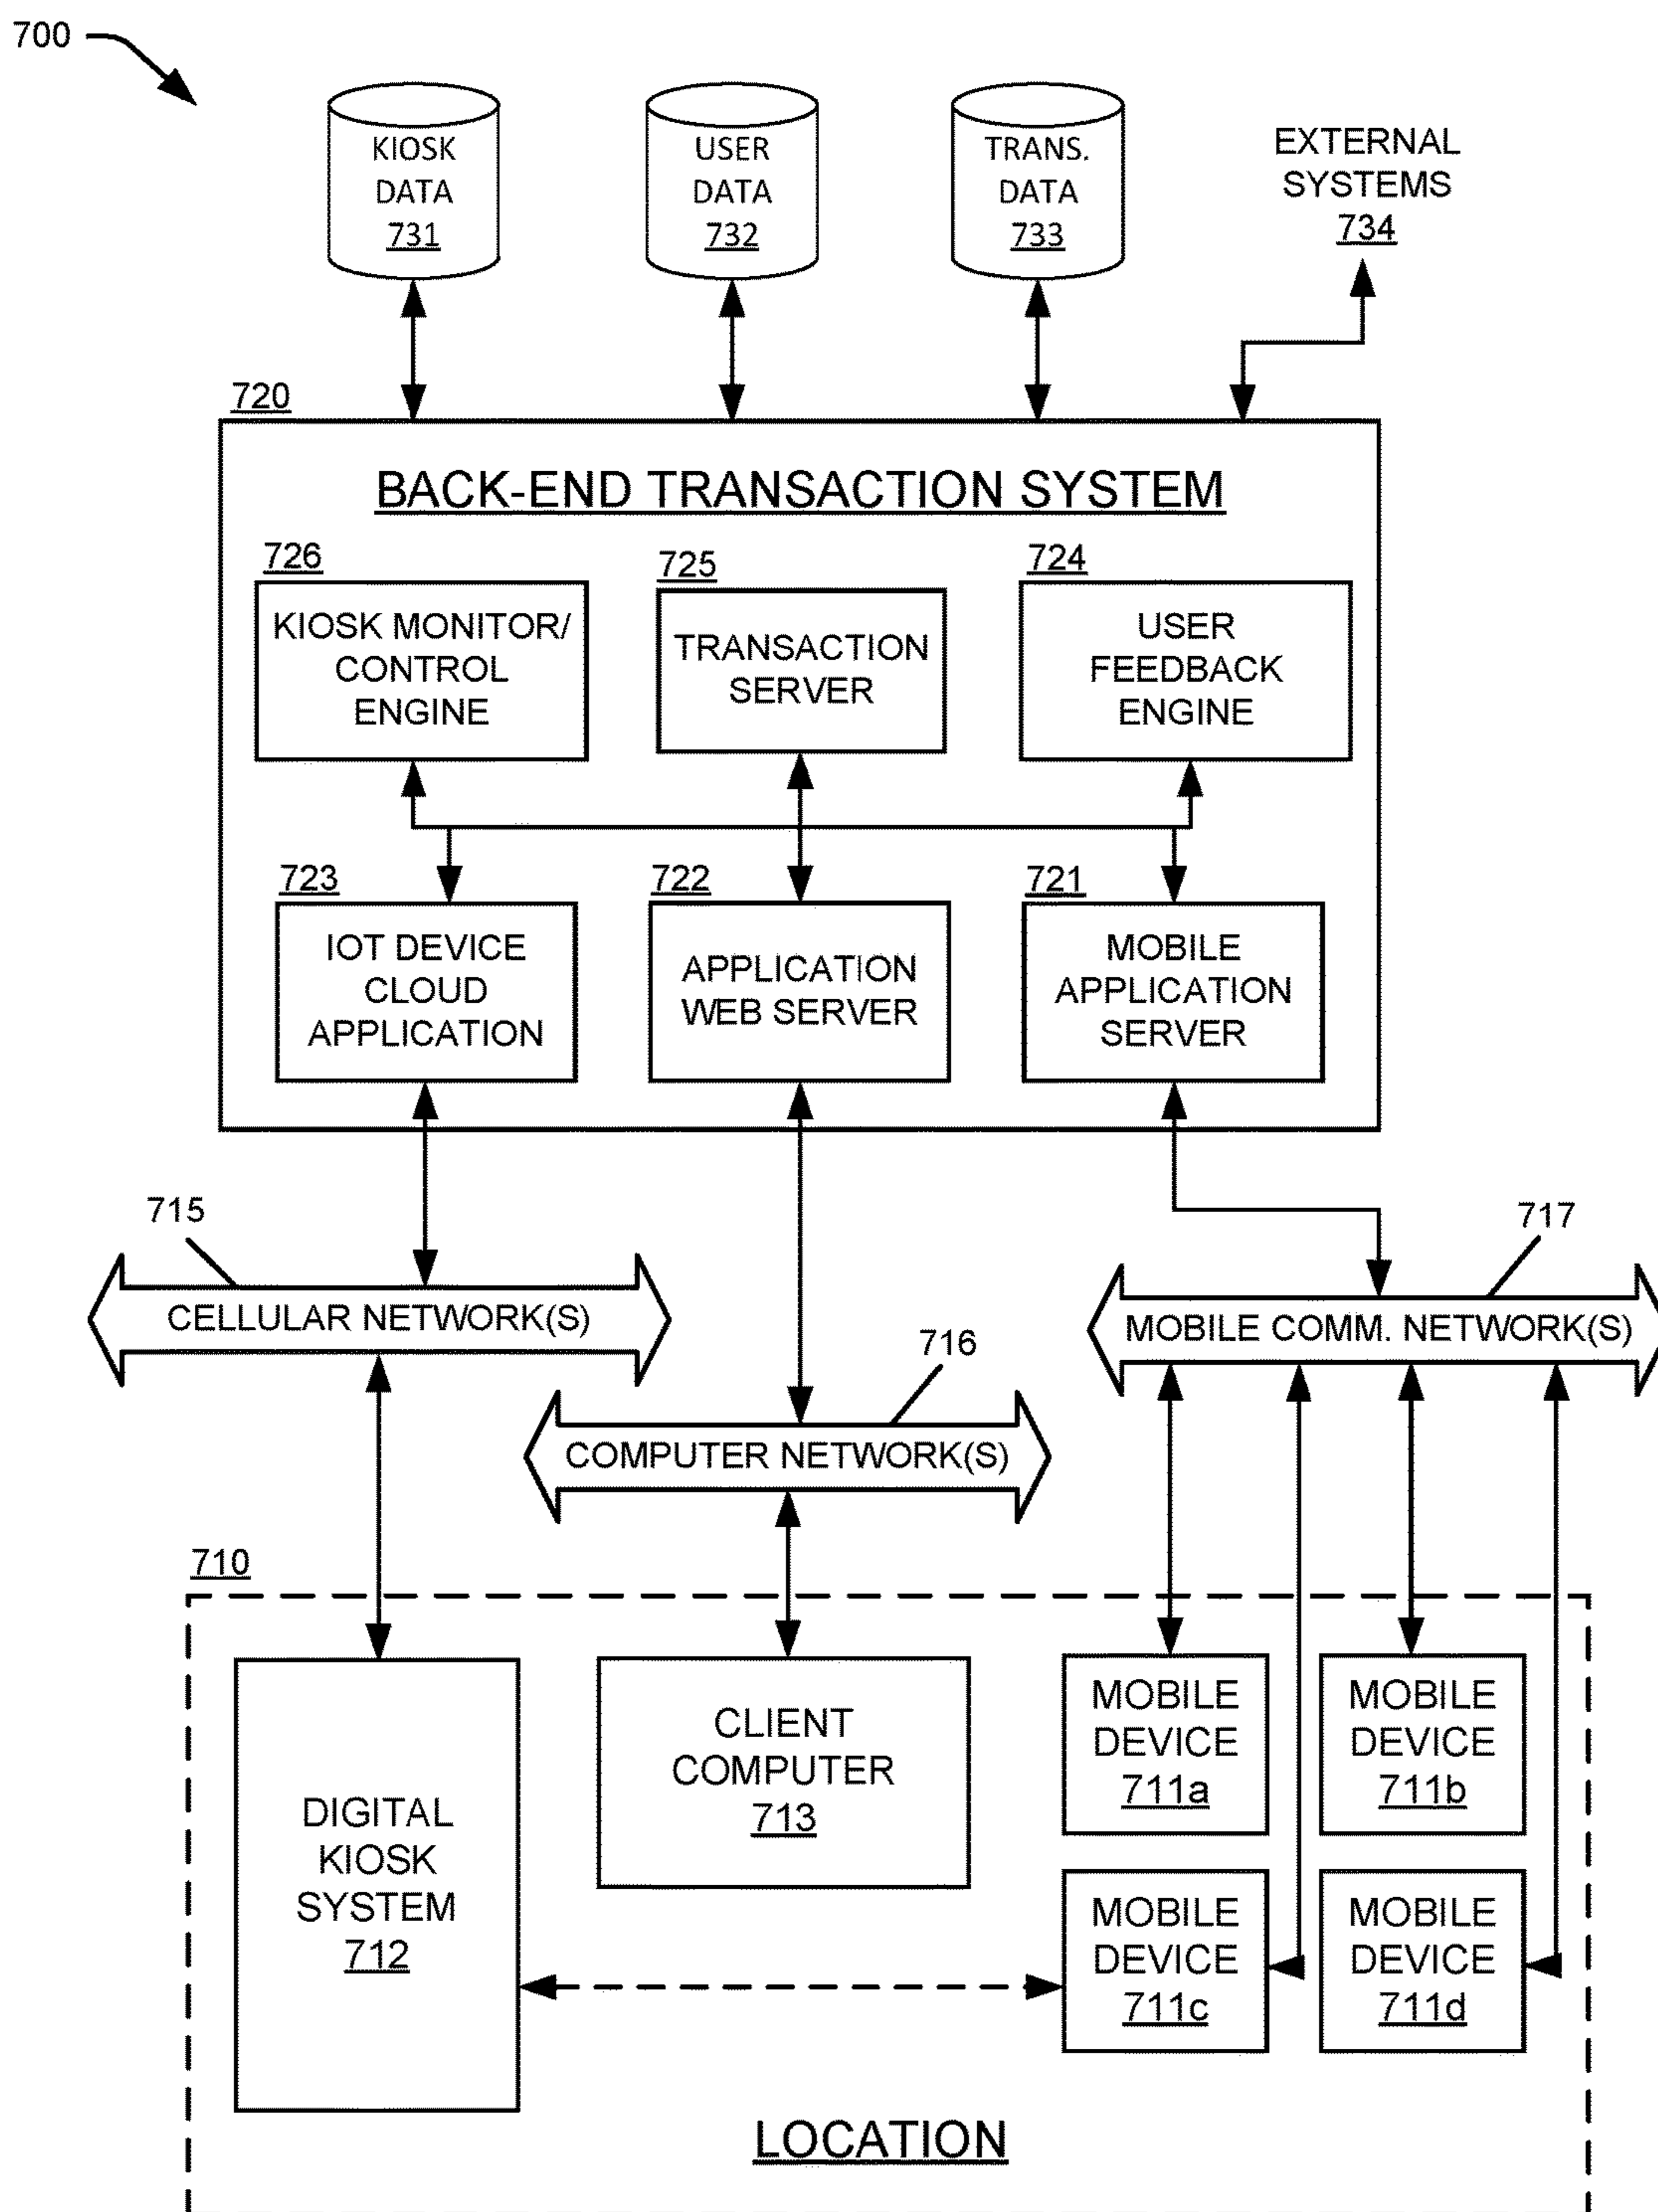 700
KIOSK
DATA
731
USER
DATA
732
TRANS.
DATA
733
EXTERNAL
SYSTEMS
734
720
BACK-END TRANSACTION SYSTEM
726
KIOSK MONITOR/
CONTROL
ENGINE
725
TRANSACTION
SERVER
724
USER
FEEDBACK
ENGINE
723
IOT DEVICE
CLOUD
APPLICATION
722
APPLICATION
WEB SERVER
721
MOBILE
APPLICATION
SERVER
715
CELLULAR NETWORK(S)
716
COMPUTER NETWORK(S)
717
MOBILE COMM. NETWORK(S)
710
DIGITAL
KIOSK
SYSTEM
712
CLIENT
COMPUTER
713
MOBILE
DEVICE
711a
MOBILE
DEVICE
711b
MOBILE
DEVICE
711c
MOBILE
DEVICE
711d
LOCATION